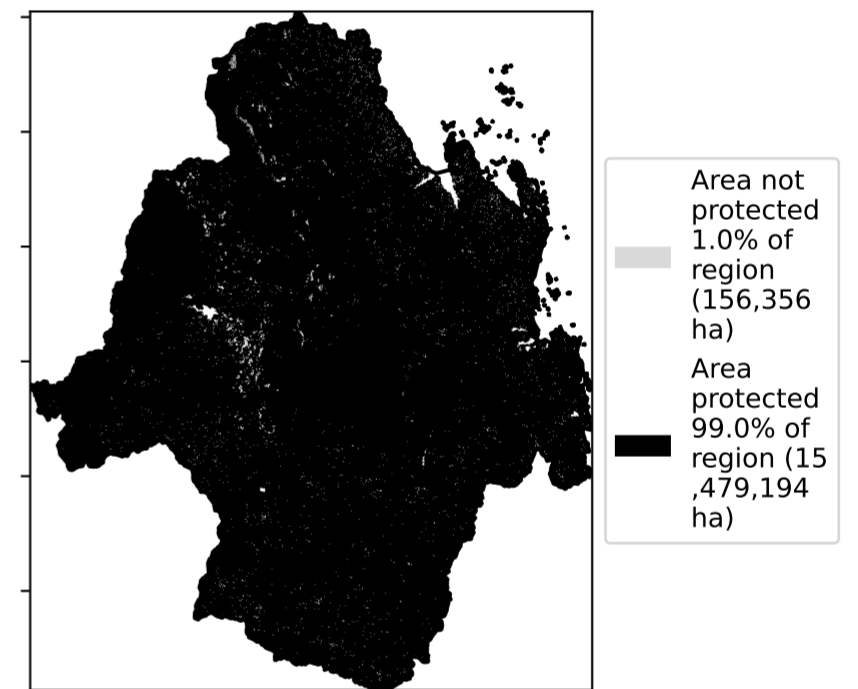 Area not
protected
1.0% of
region
(156,356
ha)
Area
protected
99.0% of
region (15
,479,194
ha)